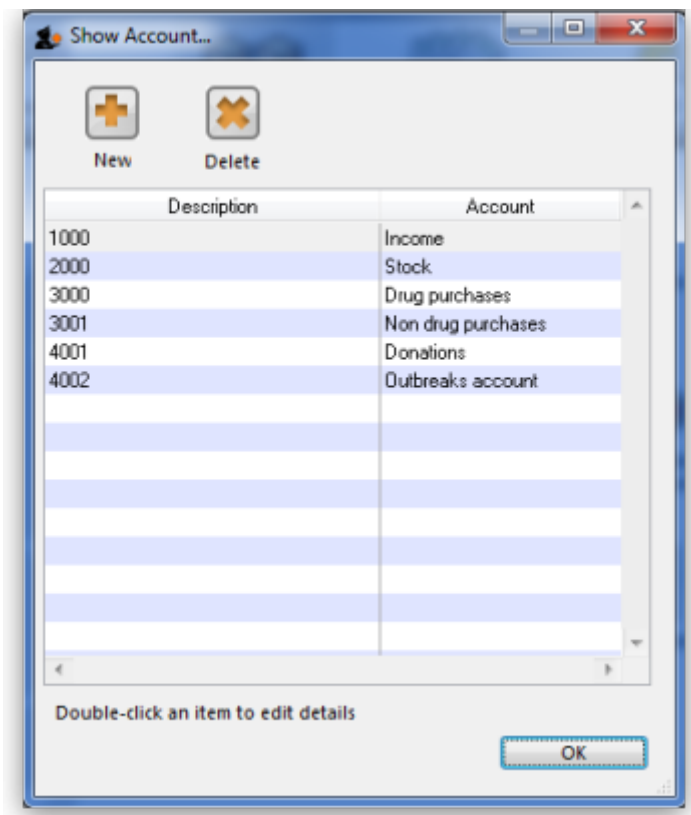 Show Account...
New Delete
Description Account
1000 Income
2000 Stock
3000 Drug purchases
3001 Non drug purchases
4001 Donations
4002 Outbreaks account
Double-click an item to edit details
OK